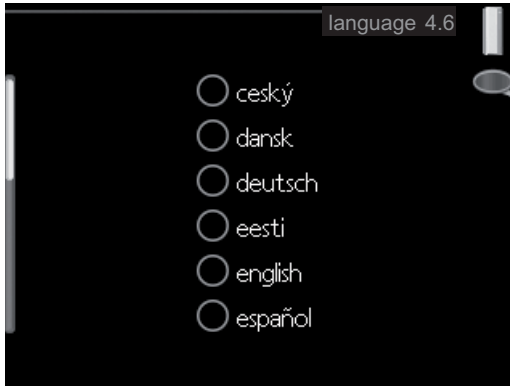 language 4.6
ceský
dansk
deutsch
eesti
english
español